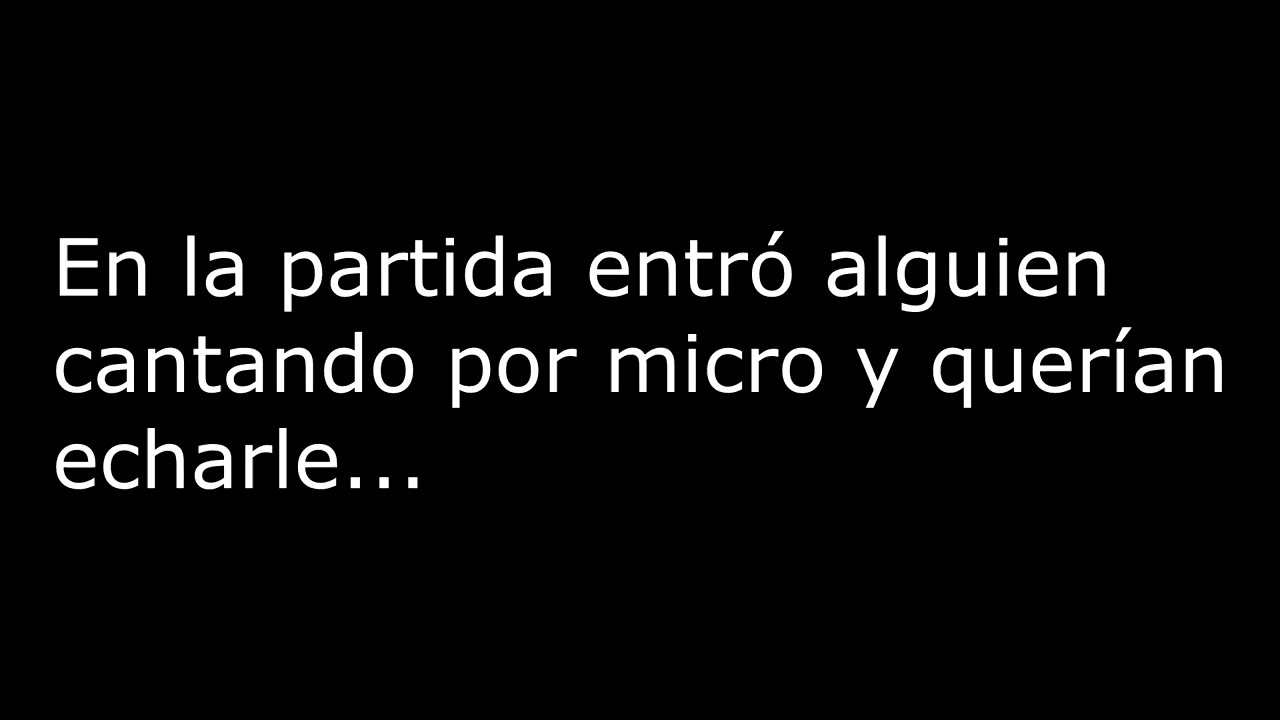 En la partida entró alguien
cantando por micro y querían
echarle...